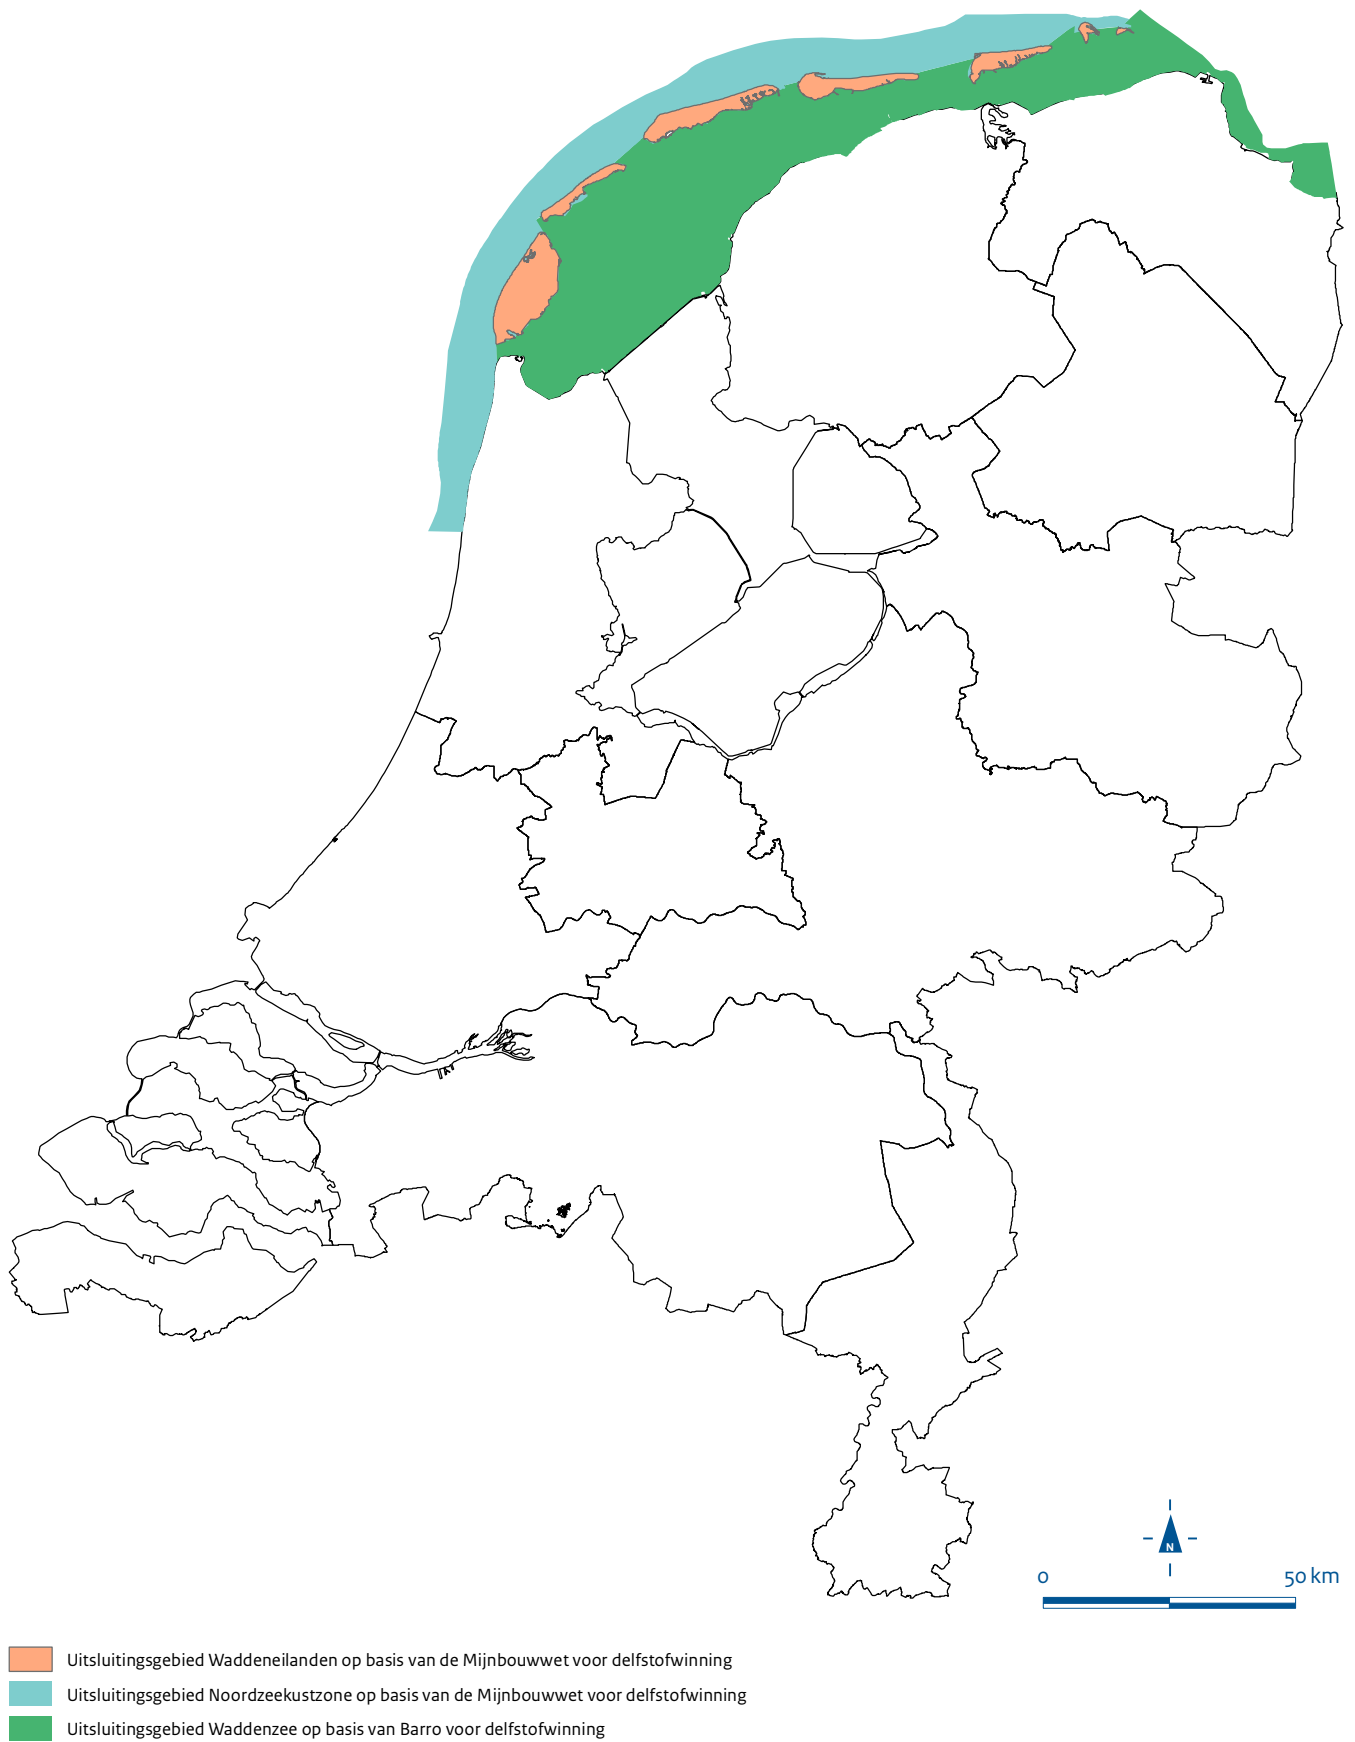 N
0 50 km
Uitsluitingsgebied Waddeneilanden op basis van de Mijnbouwwet voor delfstofwinning
Uitsluitingsgebied Noordzeekustzone op basis van de Mijnbouwwet voor delfstofwinning
Uitsluitingsgebied Waddenzee op basis van Barro voor delfstofwinning